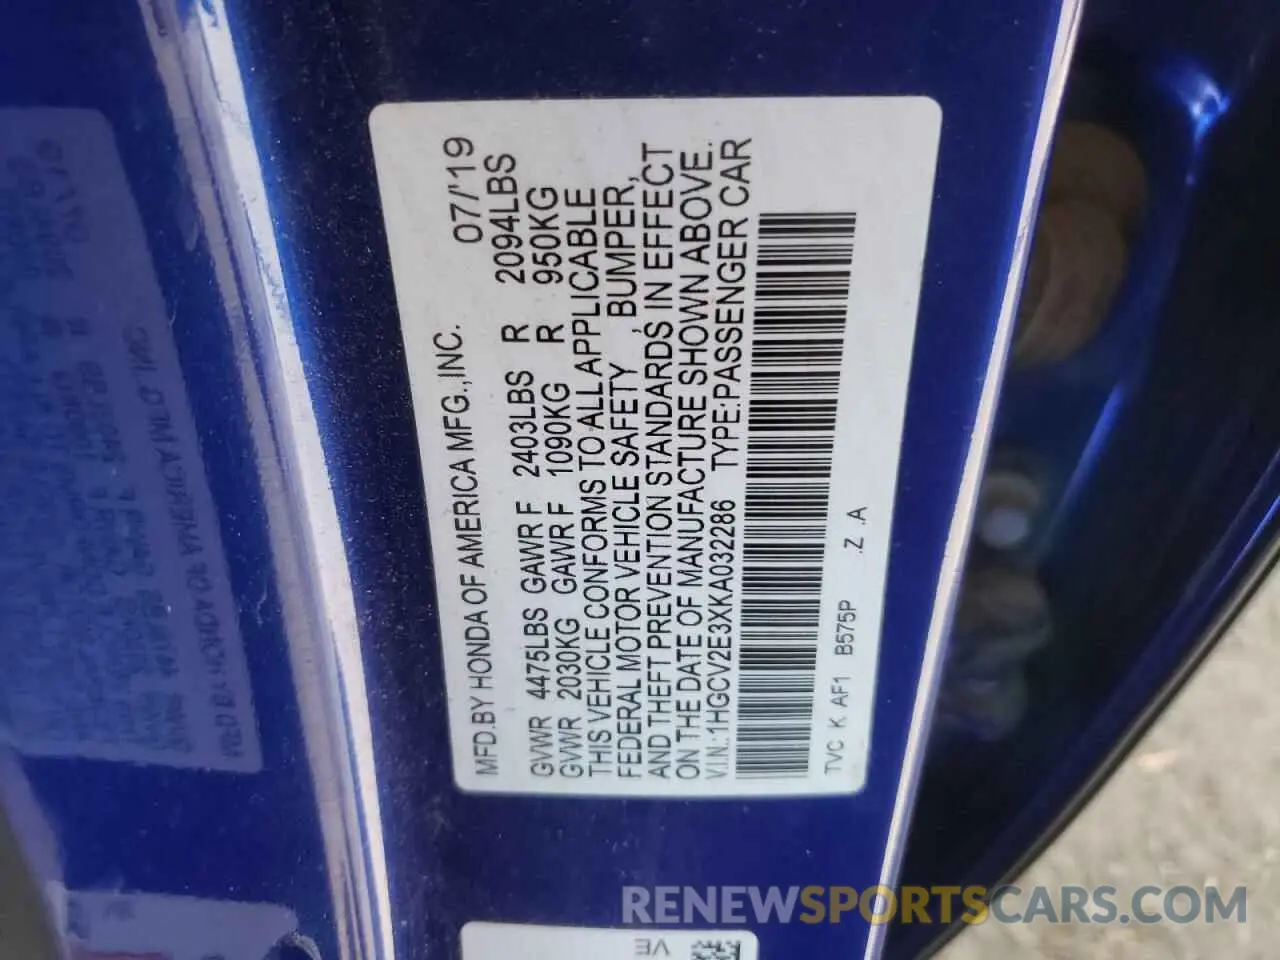 MFD.BY HONDA OF AMERICA MFG.,INC. 07/'19
GVWR 4475LBS GAWR F 2403LBS R 2094LBS
GVWR 2030KG GAWR F 1090KG R 950KG
THIS VEHICLE CONFORMS TO ALL APPLICABLE
FEDERAL MOTOR VEHICLE SAFETY , BUMPER,
AND THEFT PREVENTION STANDARDS IN EFFECT
ON THE DATE OF MANUFACTURE SHOWN ABOVE.
V.I.N.:1HGCV2E3XKA032286 TYPE:PASSENGER CAR
TVC K AF1 B575P .Z .A
VE
RENEWSPORTSCARS.COM